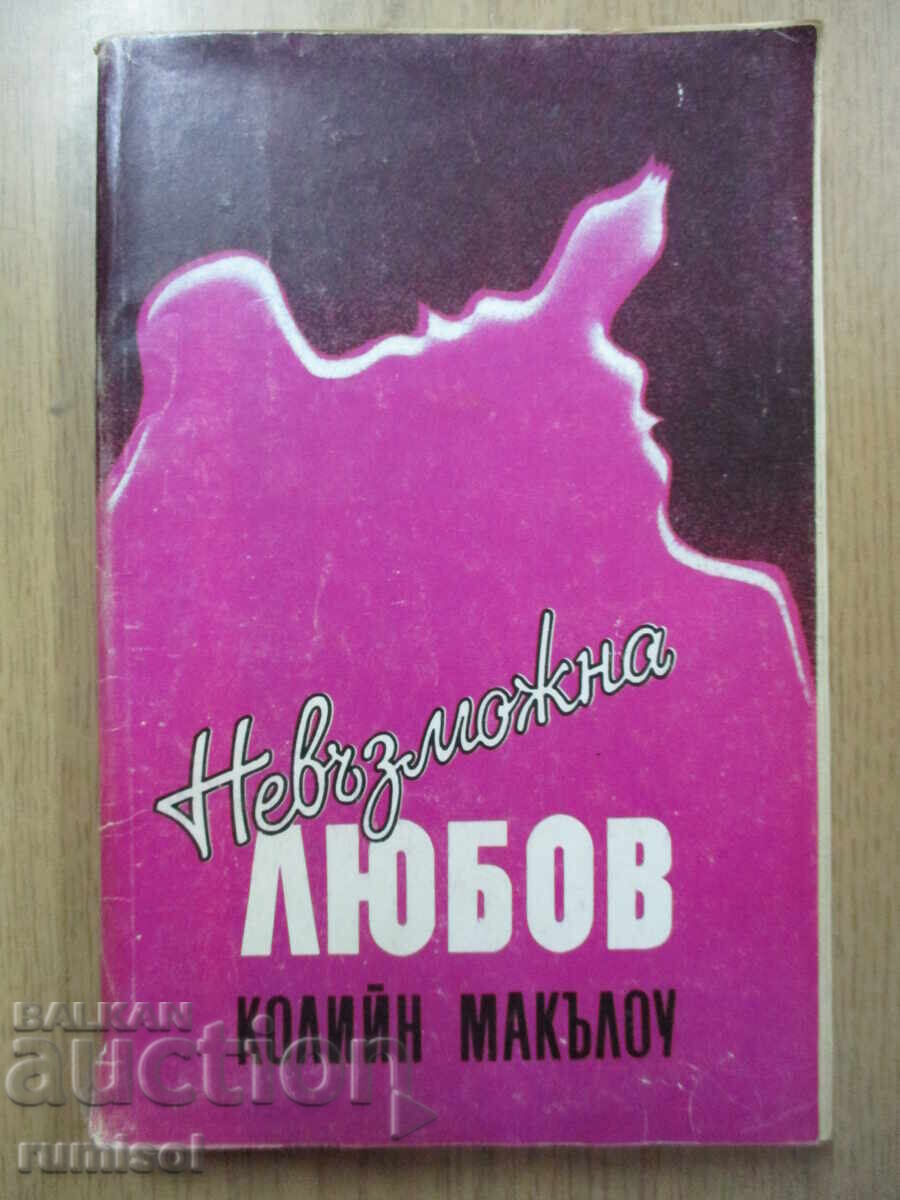 Невъзможна
ЛЮБОВ
КОЛИЙН МАКЪЛОУ
BALKAN
auction
rumisol